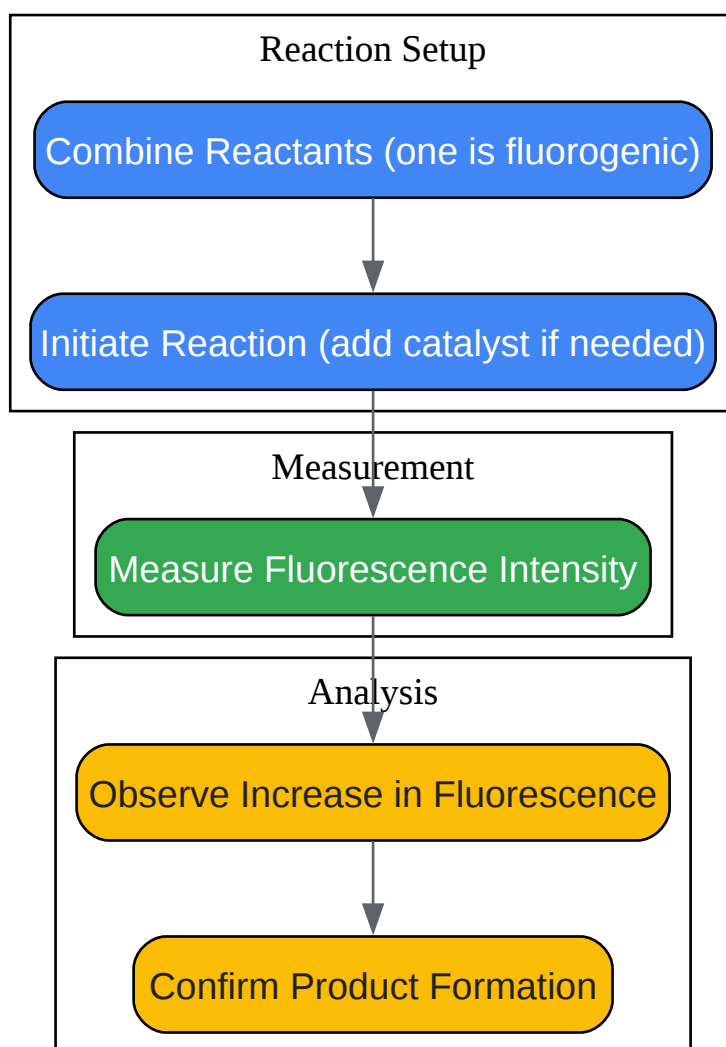 Reaction Setup
Combine Reactants (one is fluorogenic)
Initiate Reaction (add catalyst if needed)
Measurement
Measure Fluorescence Intensity
Analysis
Observe Increase in Fluorescence
Confirm Product Formation